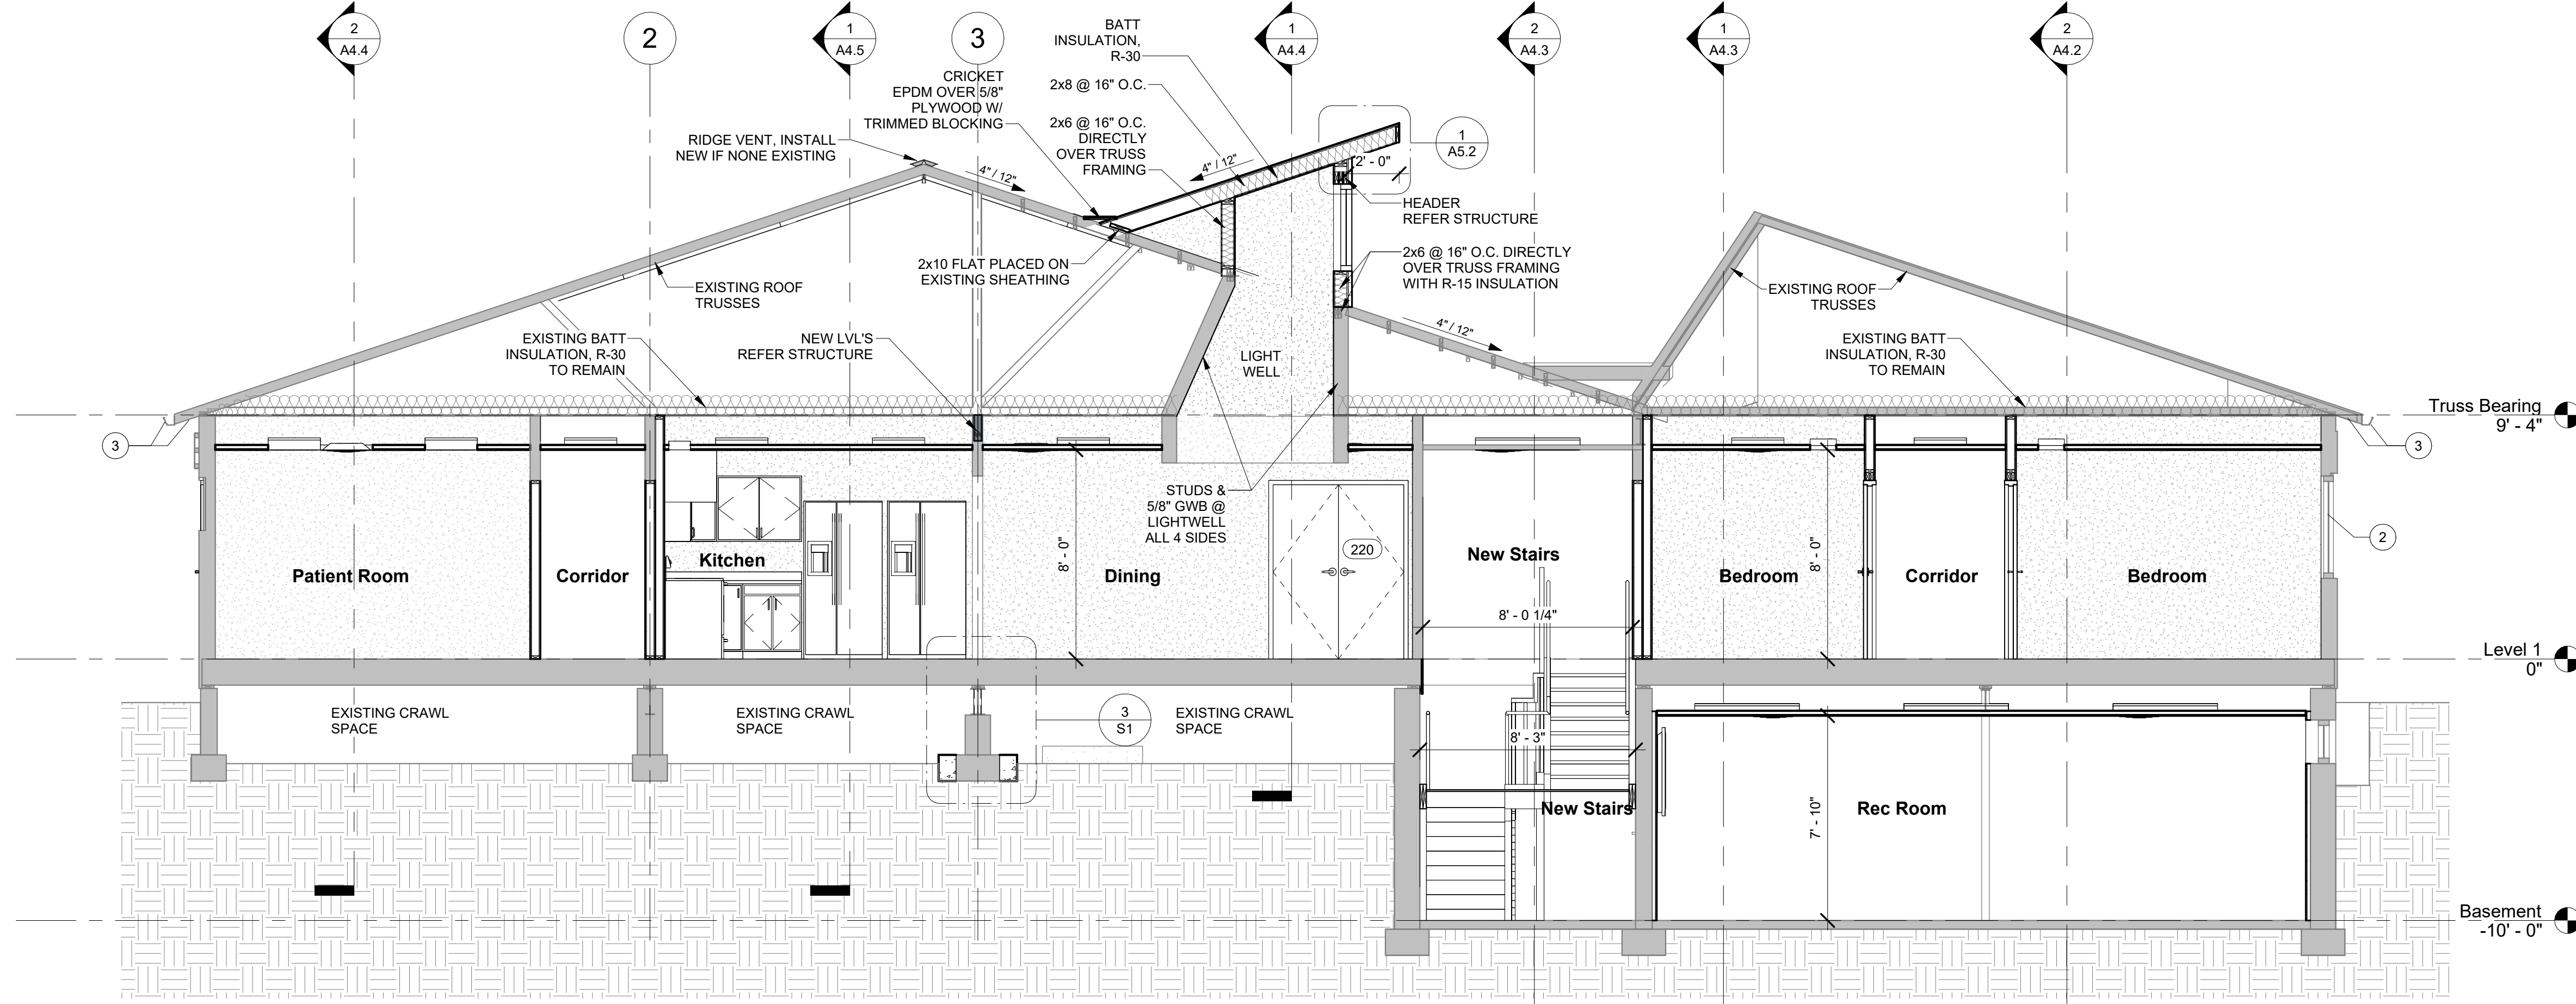 2
A4.4
2
1
A4.5
3
1
A4.4
2
A4.3
1
A4.3
2
A4.2
BATT
INSULATION,
R-30
CRICKET
EPDM OVER 5/8"
PLYWOOD W/
TRIMMED BLOCKING
2x8 @ 16" O.C.
2x6 @ 16" O.C.
DIRECTLY
OVER TRUSS
FRAMING
RIDGE VENT, INSTALL
NEW IF NONE EXISTING
1
A5.2
4" / 12"
4" / 12"
2' - 0"
HEADER
REFER STRUCTURE
2x10 FLAT PLACED ON
EXISTING SHEATHING
2x6 @ 16" O.C. DIRECTLY
OVER TRUSS FRAMING
WITH R-15 INSULATION
EXISTING ROOF
TRUSSES
EXISTING ROOF
TRUSSES
EXISTING BATT
INSULATION, R-30
TO REMAIN
NEW LVL'S
REFER STRUCTURE
LIGHT
WELL
4" / 12"
EXISTING BATT
INSULATION, R-30
TO REMAIN
Truss Bearing
9' - 4"
3
3
STUDS &
5/8" GWB @
LIGHTWELL
ALL 4 SIDES
2
220
8' - 0"
8' - 0"
Patient Room
Corridor
Kitchen
Dining
New Stairs
Bedroom
Corridor
Bedroom
8' - 0 1/4"
Level 1
0"
EXISTING CRAWL
SPACE
EXISTING CRAWL
SPACE
3
S1
EXISTING CRAWL
SPACE
8' - 3"
New Stairs
7' - 10"
Rec Room
Basement
-10' - 0"